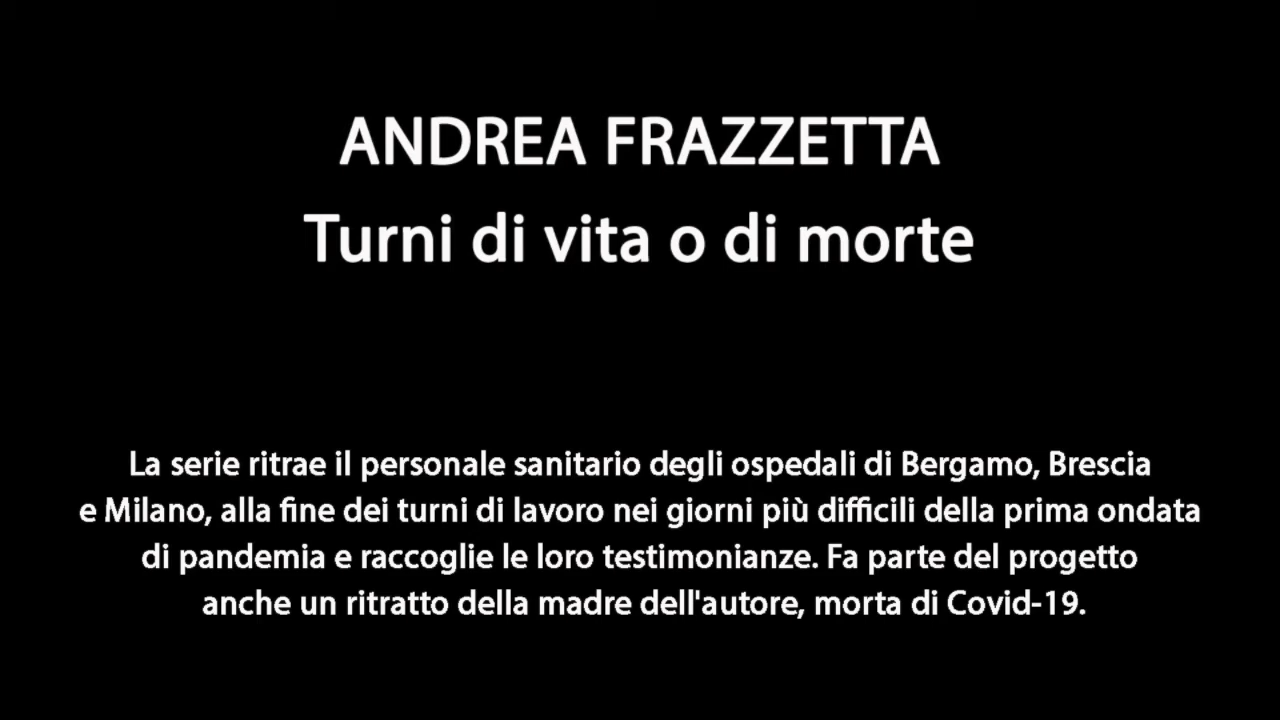 ANDREA FRAZZETTA
Turni di vita o di morte
La serie ritrae il personale sanitario degli ospedali di Bergamo, Brescia
e Milano, alla fine dei turni di lavoro nei giorni più difficili della prima ondata
di pandemia e raccoglie le loro testimonianze. Fa parte del progetto
anche un ritratto della madre dell'autore, morta di Covid-19.